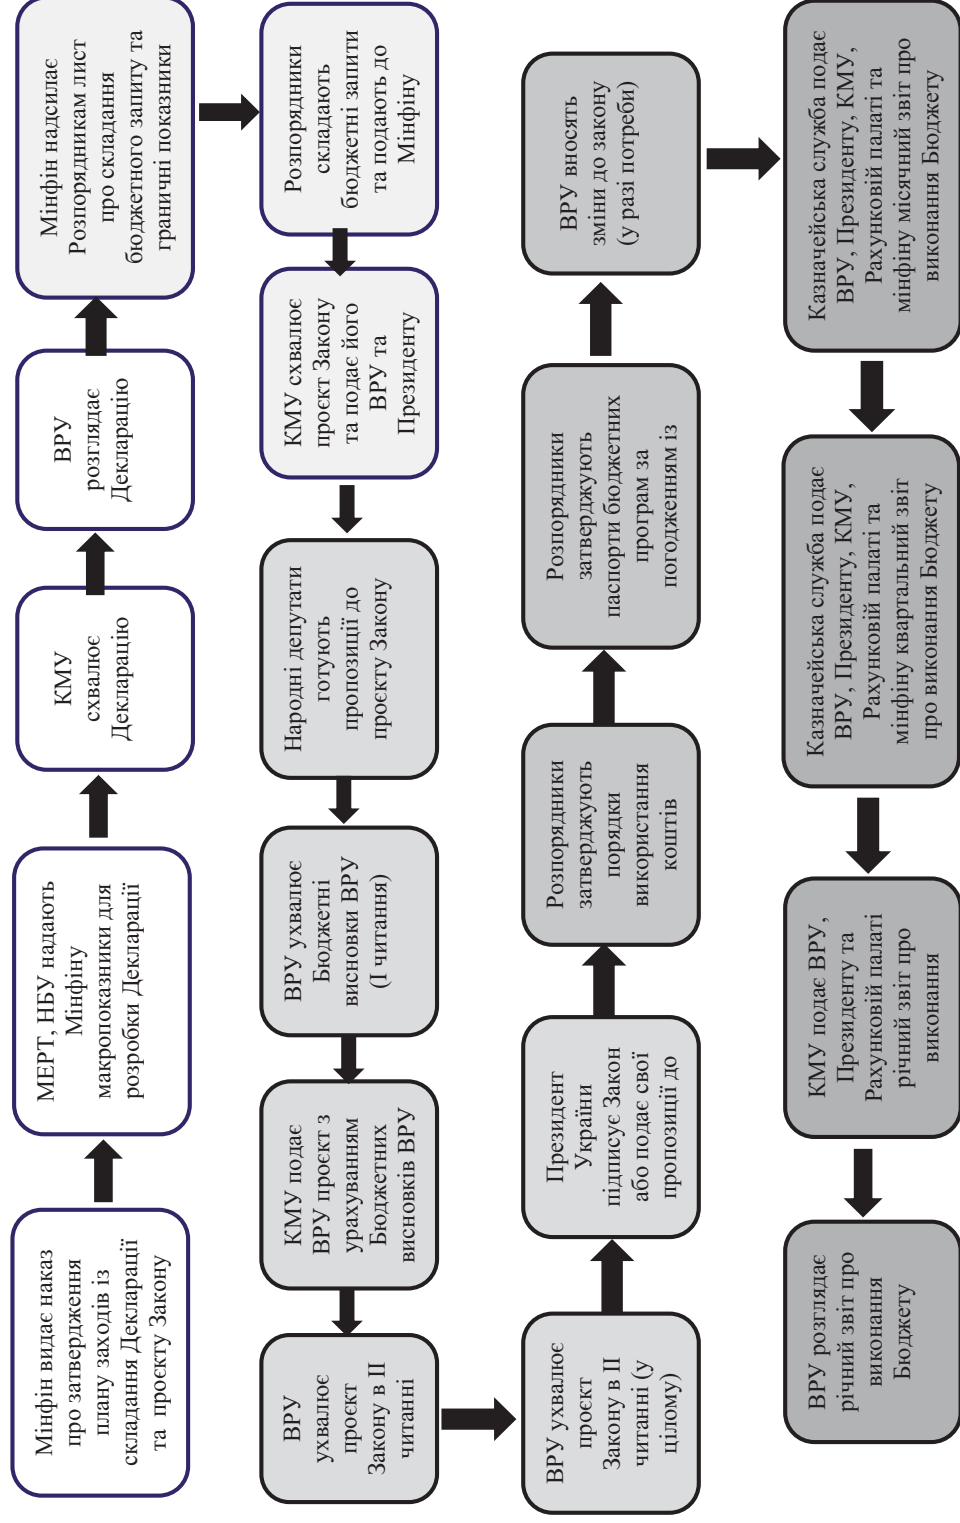 Мінфін видає наказ
про затвердження
плану заходів із
складання Декларації
та проєкту Закону
МЕРТ, НБУ надають
Мінфіну
макропоказники для
розробки Декларації
КМУ
схвалює
Декларацію
ВРУ
розглядає
Декларацію
Мінфін надсилає
Розпорядникам лист
про складання
бюджетного запиту та
граничні показники
Розпорядники
складають
бюджетні запити
та подають до
Мінфіну
КМУ схвалює
проєкт Закону
та подає його
ВРУ та
Президенту
Народні депутати
готують
пропозиції до
проєкту Закону
ВРУ ухвалює
Бюджетні
висновки ВРУ
(І читання)
КМУ подає
ВРУ проєкт з
урахуванням
Бюджетних
висновків ВРУ
ВРУ
ухвалює
проєкт
Закону в ІІ
читанні
ВРУ ухвалює
проєкт
Закону в ІІ
читанні (у
цілому)
Президент
України
підписує Закон
або подає свої
пропозиції до
Розпорядники
затверджують
порядки
використання
коштів
Розпорядники
затверджують
паспорти бюджетних
програм за
погодженням із
ВРУ вносять
зміни до закону
(у разі потреби)
Казначейська служба подає
ВРУ, Президенту, КМУ,
Рахунковій палаті та
мінфіну місячний звіт про
виконання Бюджету
Казначейська служба подає
ВРУ, Президенту, КМУ,
Рахунковій палаті та
мінфіну квартальний звіт
про виконання Бюджету
КМУ подає ВРУ,
Президенту та
Рахунковій палаті
річний звіт про
виконання
ВРУ розглядає
річний звіт про
виконання
Бюджету